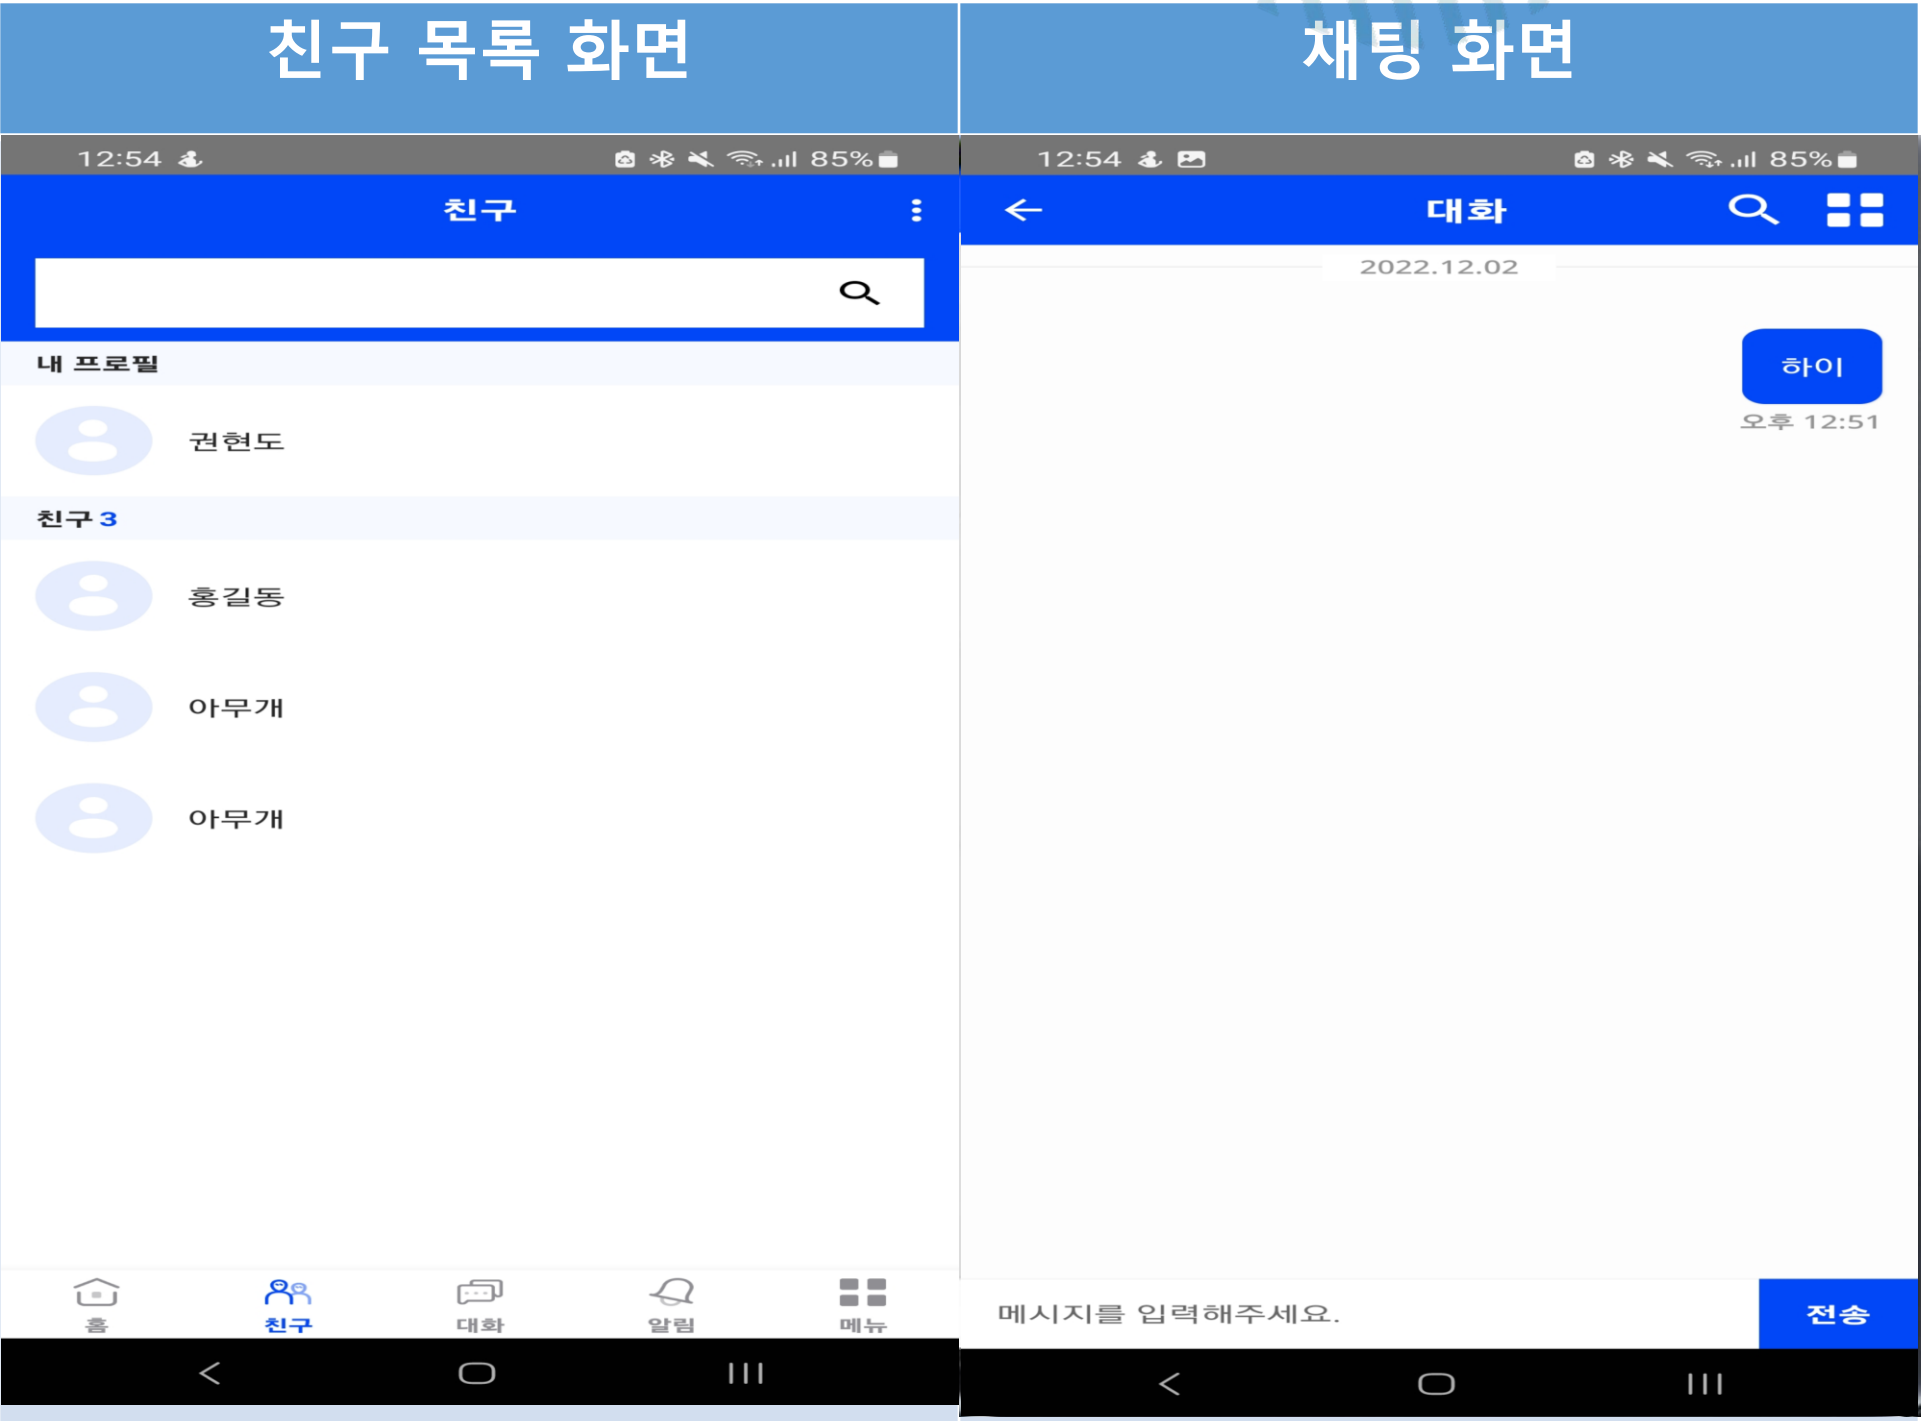 친구 목록 화면
12:54
85%
친구
내 프로필
권현도
친구 3
홍길동
아무개
아무개
홈
친구
대화
알림
메뉴
채팅 화면
12:54
85%
대화
2022.12.02
하이
오후 12:51
메시지를 입력해주세요.
전송